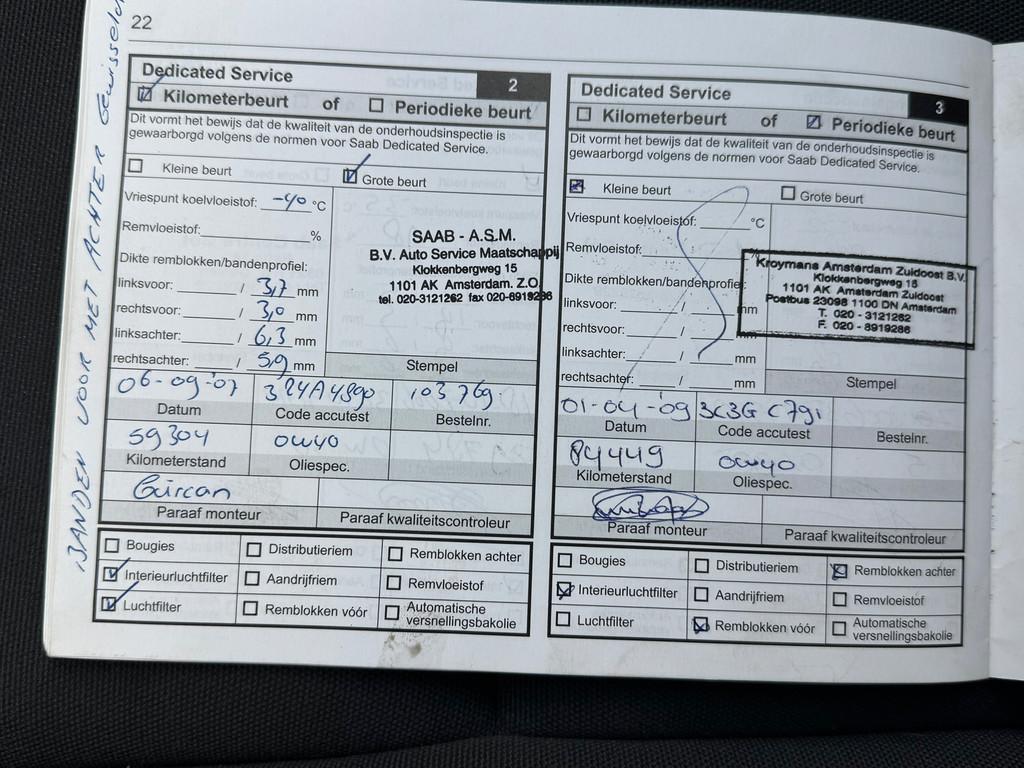 22
BANDEN VOOR MET ACHTER Gewisseld
Dedicated Service 2
Kilometerbeurt of Periodieke beurt
Dit vormt het bewijs dat de kwaliteit van de onderhoudsinspectie is
gewaarborgd volgens de normen voor Saab Dedicated Service.
Kleine beurt Grote beurt
Vriespunt koelvloeistof: -40 °C
Remvloeistof: %
Dikte remblokken/bandenprofiel:
linksvoor: / 3,7 mm
rechtsvoor: / 3,0 mm
linksachter: / 6,3 mm
rechtsachter: / 5,9 mm
SAAB - A.S.M.
B.V. Auto Service Maatschappij
Klokkenbergweg 15
1101 AK Amsterdam. Z.O.
tel. 020-3121262 fax 020-6919286
Stempel
06-09-07 324A4890 103769
Datum Code accutest Bestelnr.
59304 0W40
Kilometerstand Oliespec.
Gürcan
Paraaf monteur Paraaf kwaliteitscontroleur
Bougies Distributieriem Remblokken achter
Interieurluchtfilter Aandrijfriem Remvloeistof
Luchtfilter Remblokken vóór Automatische
versnellingsbakolie
Dedicated Service 3
Kilometerbeurt of Periodieke beurt
Dit vormt het bewijs dat de kwaliteit van de onderhoudsinspectie is
gewaarborgd volgens de normen voor Saab Dedicated Service.
Kleine beurt Grote beurt
Vriespunt koelvloeistof: °C
Remvloeistof: %
Dikte remblokken/bandenprofiel:
linksvoor: / mm
rechtsvoor: / mm
linksachter: / mm
rechtsachter: / mm
Kroymans Amsterdam Zuidoost B.V.
Klokkenbergweg 15
1101 AK Amsterdam Zuidoost
Postbus 23098 1100 DN Amsterdam
T. 020 - 3121262
F. 020 - 6919286
Stempel
01-04-09 3C3G C791
Datum Code accutest Bestelnr.
84449 0W40
Kilometerstand Oliespec.
Paraaf monteur Paraaf kwaliteitscontroleur
Bougies Distributieriem Remblokken achter
Interieurluchtfilter Aandrijfriem Remvloeistof
Luchtfilter Remblokken vóór Automatische
versnellingsbakolie